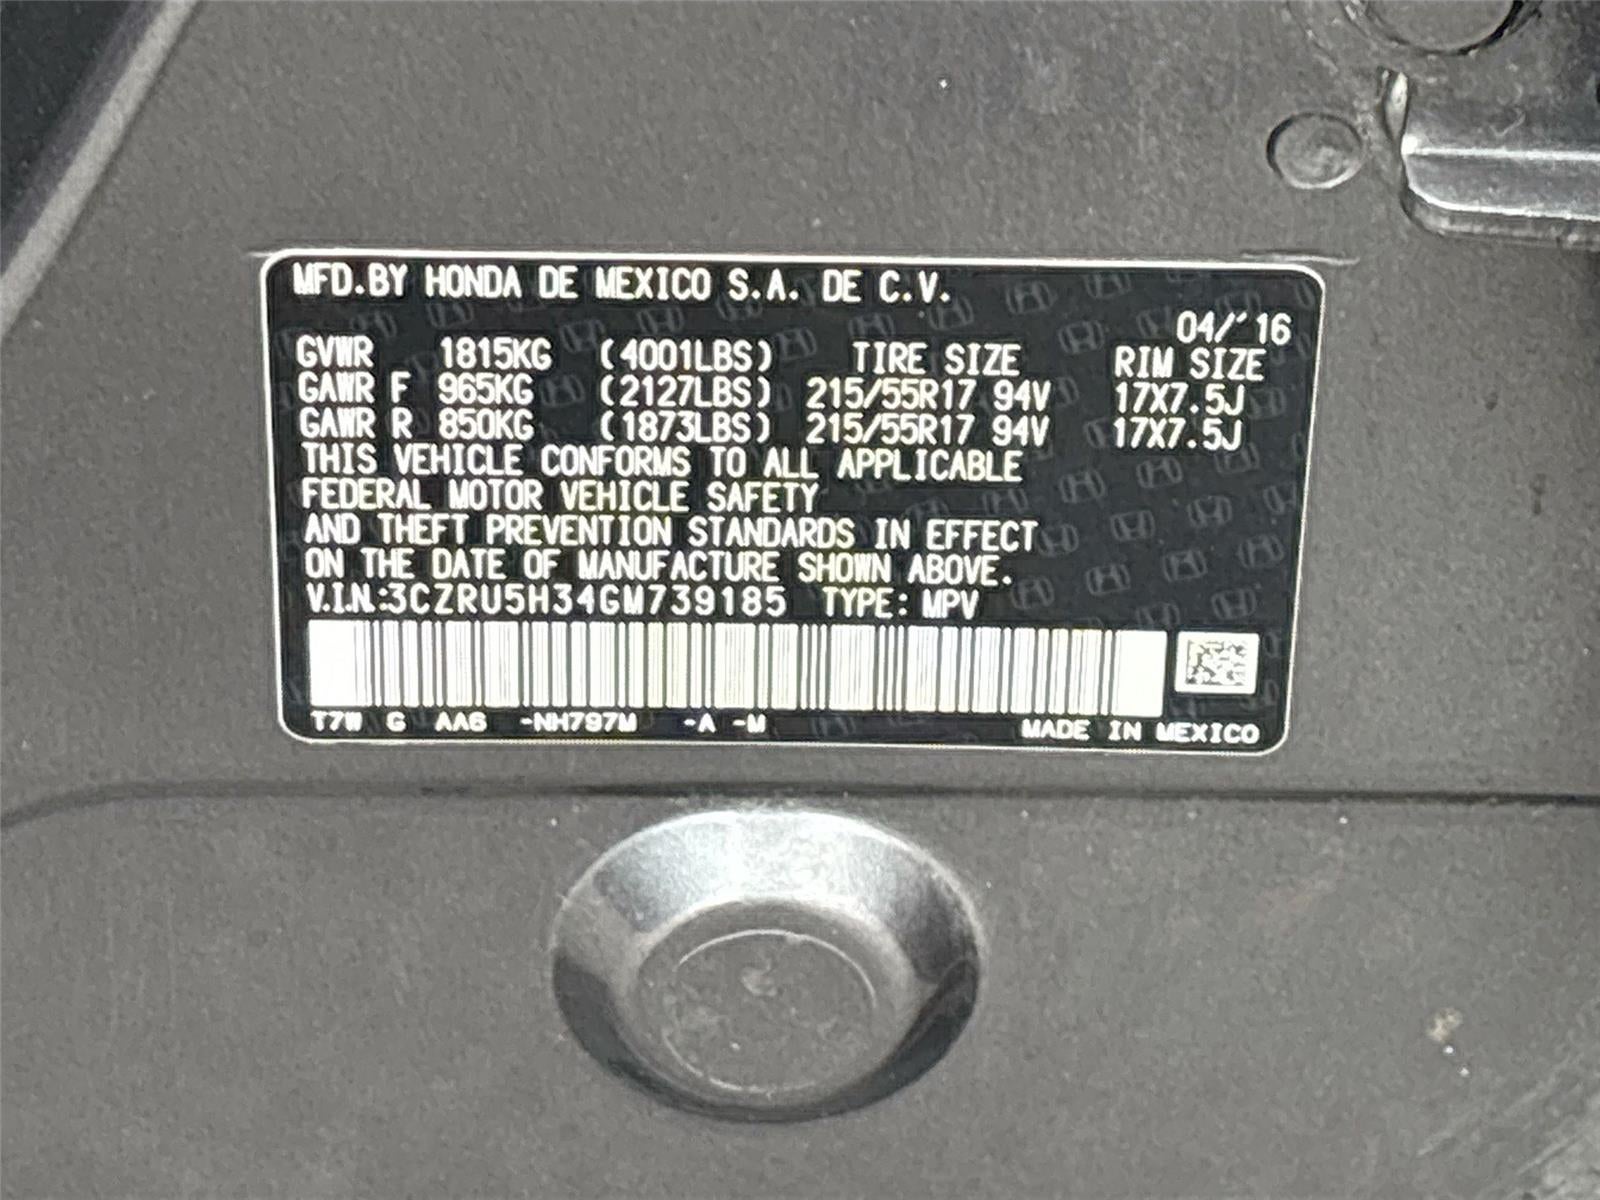 MFD.BY HONDA DE MEXICO S.A. DE C.V.
04/'16
GVWR 1815KG (4001LBS) TIRE SIZE RIM SIZE
GAWR F 965KG (2127LBS) 215/55R17 94V 17X7.5J
GAWR R 850KG (1873LBS) 215/55R17 94V 17X7.5J
THIS VEHICLE CONFORMS TO ALL APPLICABLE
FEDERAL MOTOR VEHICLE SAFETY
AND THEFT PREVENTION STANDARDS IN EFFECT
ON THE DATE OF MANUFACTURE SHOWN ABOVE.
V.I.N.:3CZRU5H34GM739185 TYPE: MPV
T7W G AA6 -NH797M -A -M MADE IN MEXICO